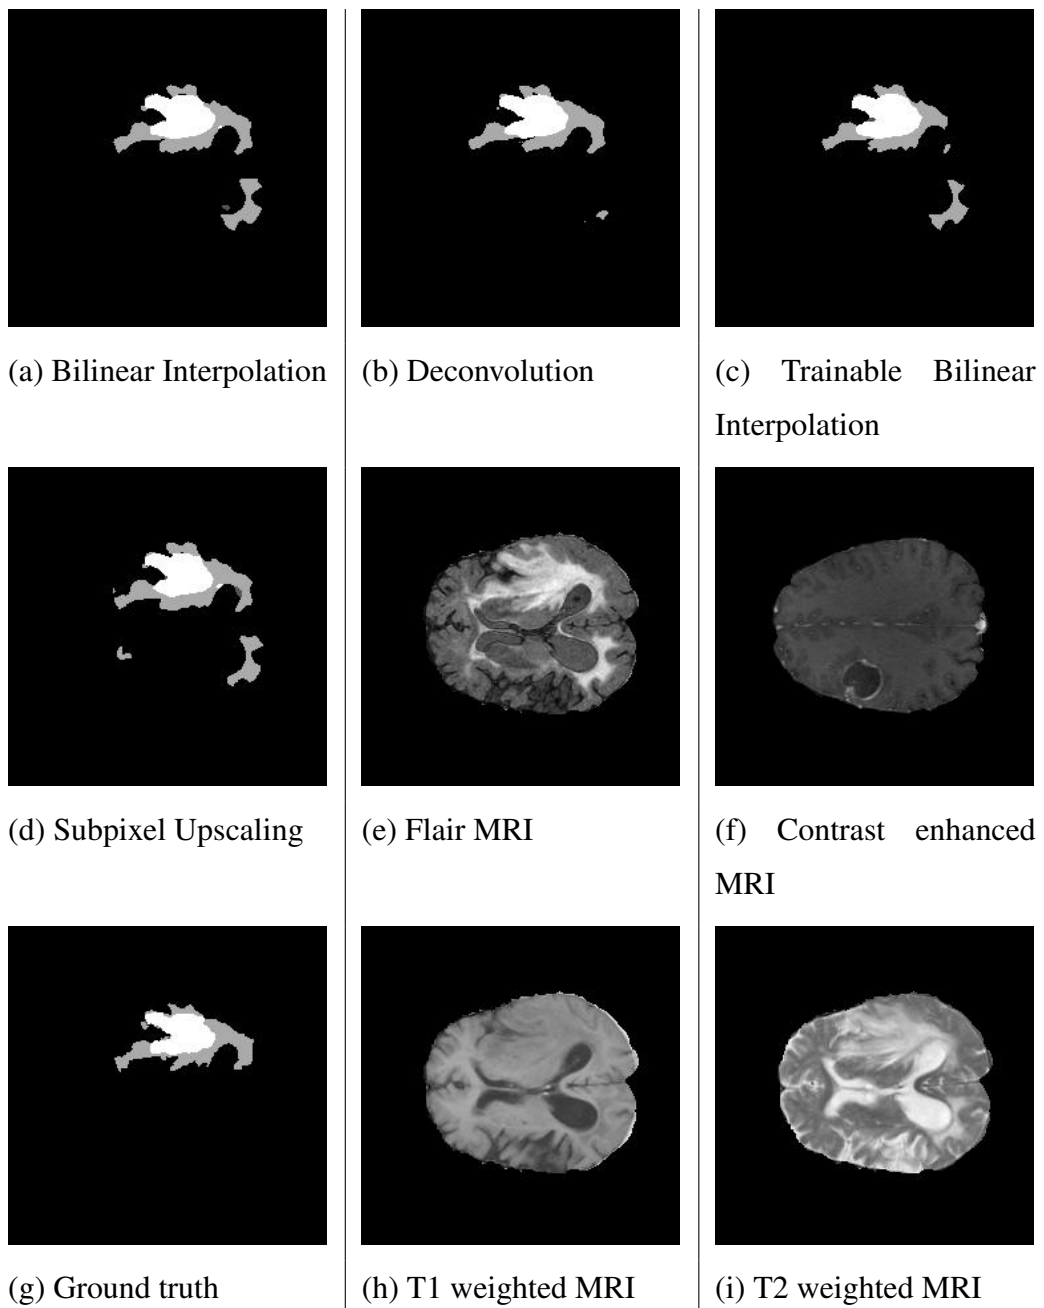 (a) Bilinear Interpolation
(b) Deconvolution
(c) Trainable Bilinear
Interpolation
(d) Subpixel Upscaling
(e) Flair MRI
(f) Contrast enhanced
MRI
(g) Ground truth
(h) T1 weighted MRI
(i) T2 weighted MRI